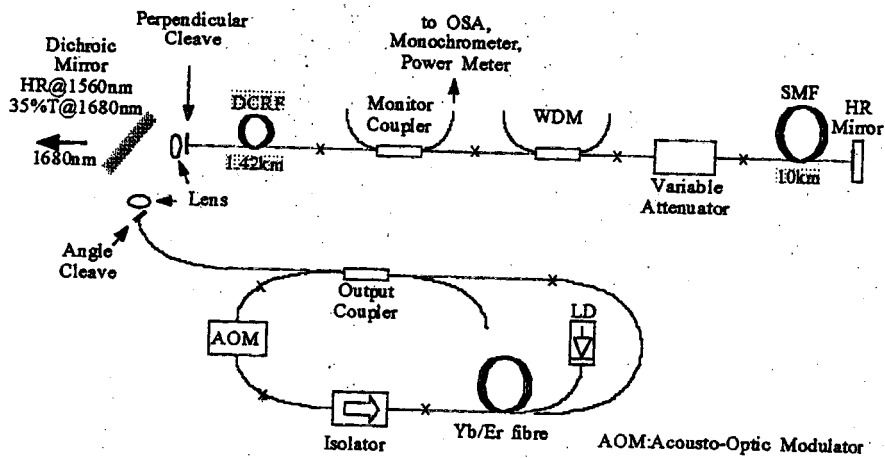 Perpendicular
Cleave
to OSA,
Monochrometer,
Power Meter
Dichroic
Mirror
HR@1560nm
35%T@1680nm
DCRF
Monitor
Coupler
WDM
SMF
HR
Mirror
1680nm
1.42km
Variable
Attenuator
10km
Lens
Angle
Cleave
Output
Coupler
LD
AOM
Isolator
Yb/Er fibre
AOM:Acousto-Optic Modulator